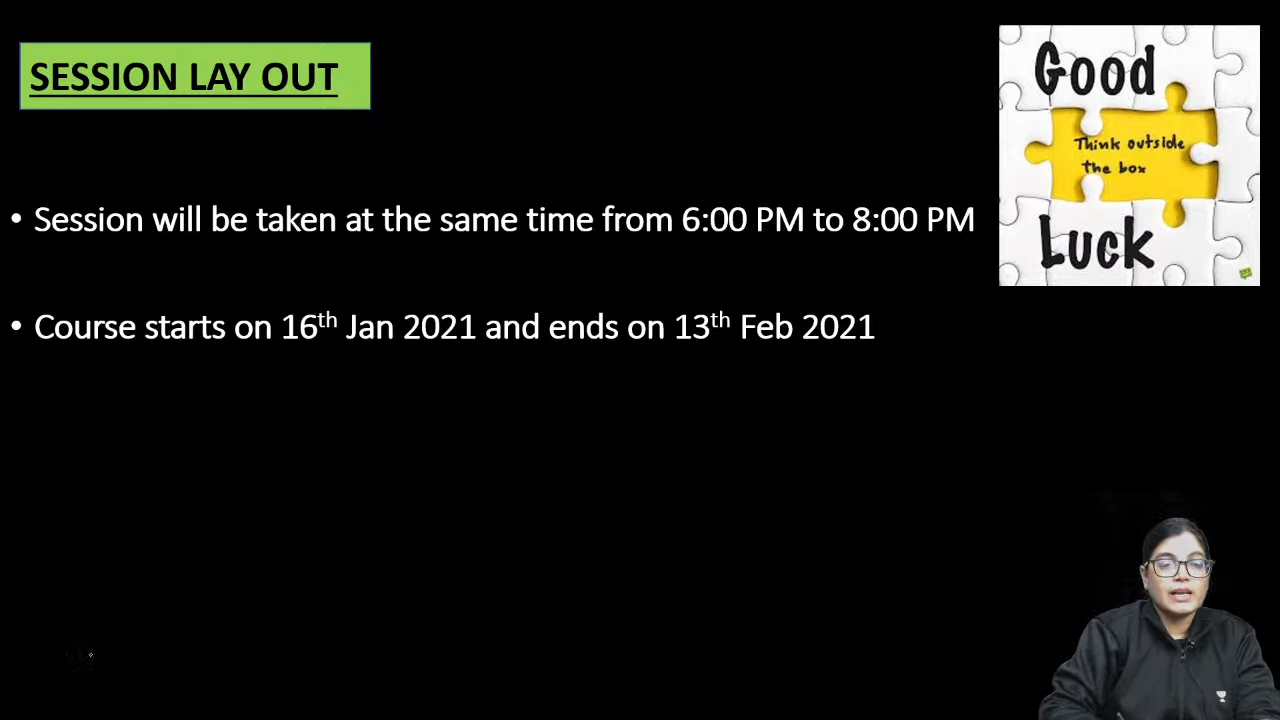 SESSION LAY OUT
• Session will be taken at the same time from 6:00 PM to 8:00 PM
• Course starts on 16th Jan 2021 and ends on 13th Feb 2021
Good
Think outside
the box
Luck